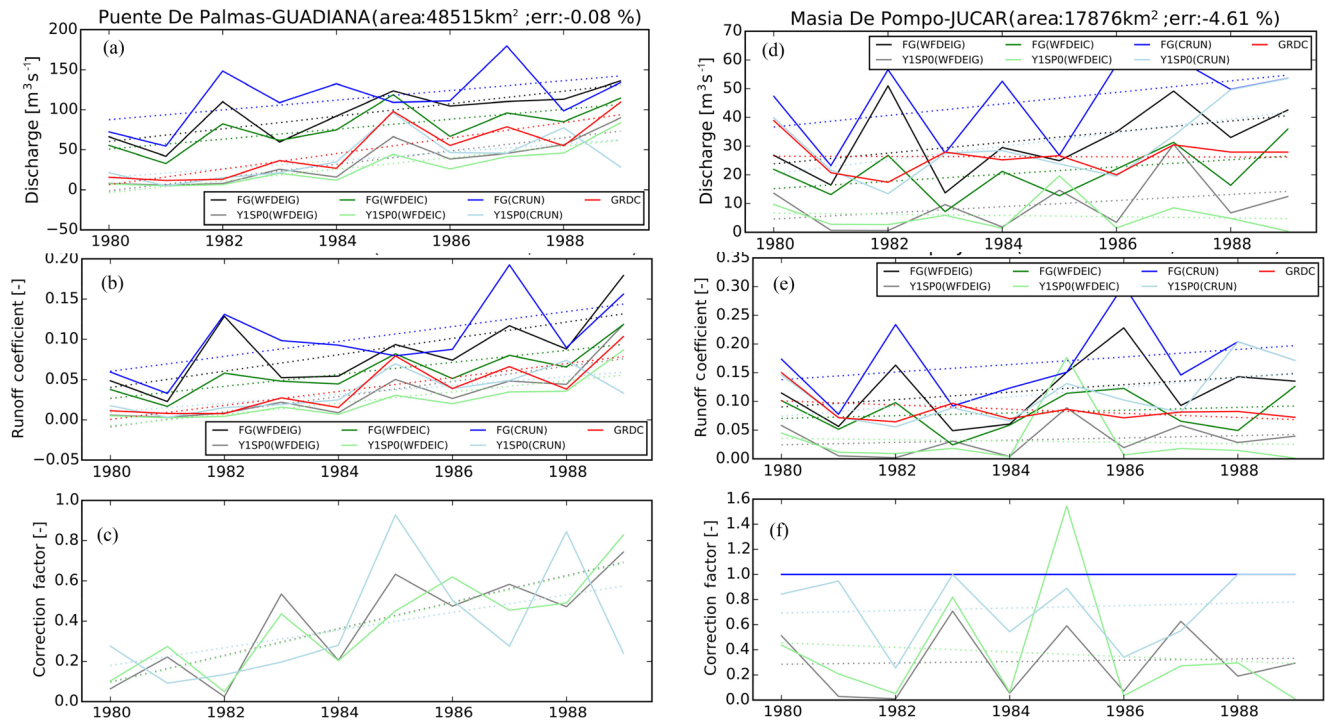 Puente De Palmas-GUADIANA(area:48515km² ;err:-0.08 %)
(a)
Discharge [m³s⁻¹]
200
150
100
50
0
−50
FG(WFDEIG) FG(WFDEIC) FG(CRUN) GRDC
Y1SP0(WFDEIG) Y1SP0(WFDEIC) Y1SP0(CRUN)
1980 1982 1984 1986 1988
(b)
Runoff coefficient [-]
0.20
0.15
0.10
0.05
0.00
−0.05
FG(WFDEIG) FG(WFDEIC) FG(CRUN) GRDC
Y1SP0(WFDEIG) Y1SP0(WFDEIC) Y1SP0(CRUN)
1980 1982 1984 1986 1988
(c)
Correction factor [-]
1.0
0.8
0.6
0.4
0.2
0.0
1980 1982 1984 1986 1988
Masia De Pompo-JUCAR(area:17876km² ;err:-4.61 %)
(d)
FG(WFDEIG) FG(WFDEIC) FG(CRUN) GRDC
Y1SP0(WFDEIG) Y1SP0(WFDEIC) Y1SP0(CRUN)
Discharge [m³s⁻¹]
70
60
50
40
30
20
10
0
1980 1982 1984 1986 1988
(e)
FG(WFDEIG) FG(WFDEIC) FG(CRUN) GRDC
Y1SP0(WFDEIG) Y1SP0(WFDEIC) Y1SP0(CRUN)
Runoff coefficient [-]
0.35
0.30
0.25
0.20
0.15
0.10
0.05
0.00
1980 1982 1984 1986 1988
(f)
Correction factor [-]
1.6
1.4
1.2
1.0
0.8
0.6
0.4
0.2
0.0
1980 1982 1984 1986 1988